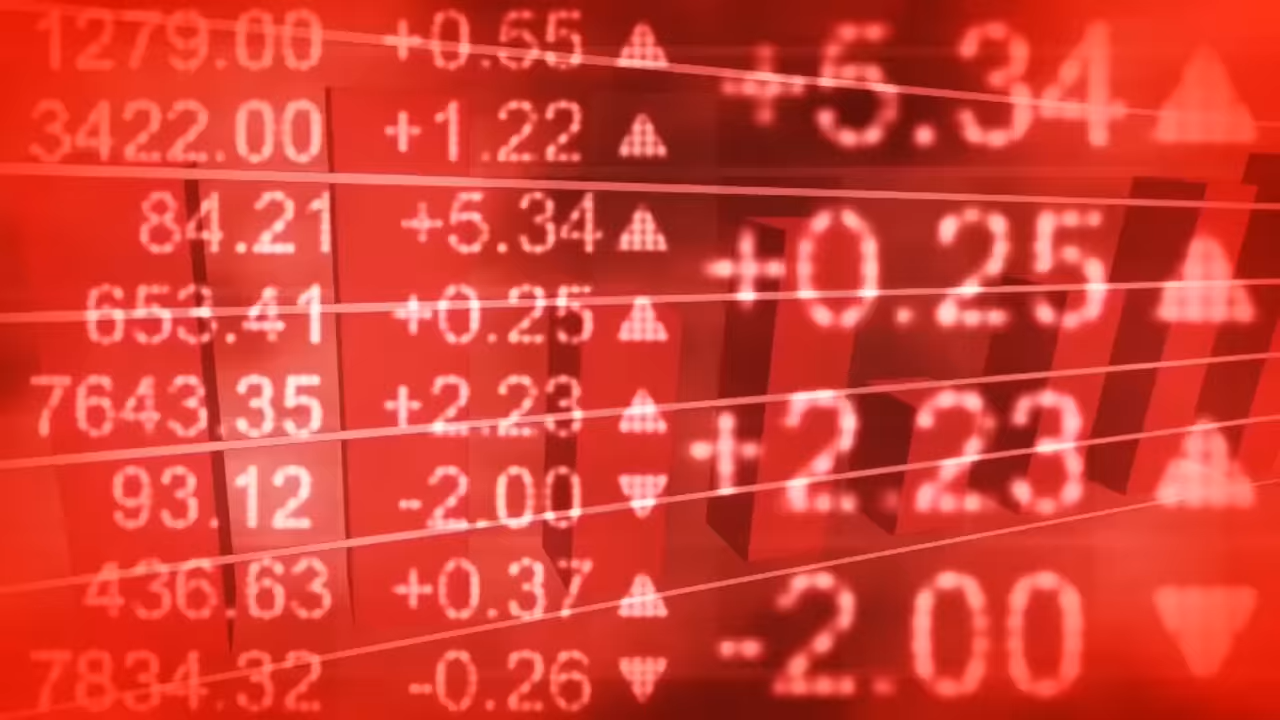 1279.00 +0.55 ▲
3422.00 +1.22 ▲
84.21 +5.34 ▲
653.41 +0.25 ▲
7643.35 +2.23 ▲
93.12 -2.00 ▼
436.63 +0.37 ▲
7834.32 -0.26 ▼
+5.34 ▲
+0.25 ▲
+2.23 ▲
-2.00 ▼